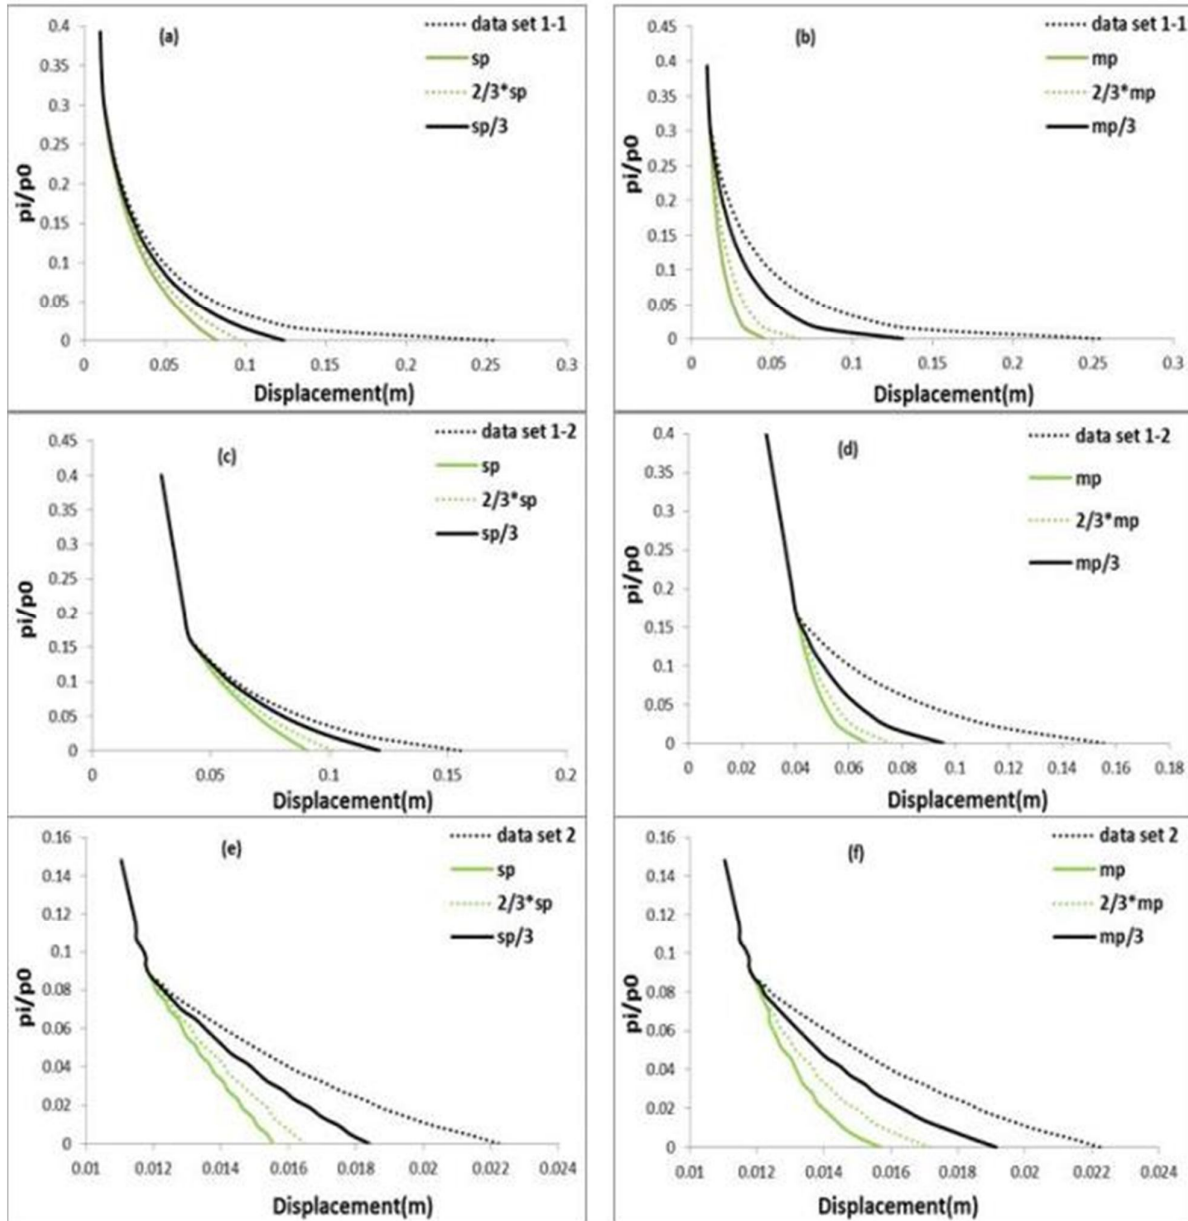 (a)
data set 1-1
sp
2/3*sp
sp/3
0.4
0.35
0.3
0.25
0.2
0.15
0.1
0.05
0
pi/p0
0 0.05 0.1 0.15 0.2 0.25 0.3
Displacement(m)
(b)
data set 1-1
mp
2/3*mp
mp/3
0.45
0.4
0.35
0.3
0.25
0.2
0.15
0.1
0.05
0
pi/p0
0 0.05 0.1 0.15 0.2 0.25 0.3
Displacement(m)
(c)
data set 1-2
sp
2/3*sp
sp/3
0.45
0.4
0.35
0.3
0.25
0.2
0.15
0.1
0.05
0
pi/p0
0 0.05 0.1 0.15 0.2
Displacement(m)
(d)
data set 1-2
mp
2/3*mp
mp/3
0.4
0.35
0.3
0.25
0.2
0.15
0.1
0.05
0
pi/p0
0 0.02 0.04 0.06 0.08 0.1 0.12 0.14 0.16 0.18
Displacement(m)
(e)
data set 2
sp
2/3*sp
sp/3
0.16
0.14
0.12
0.1
0.08
0.06
0.04
0.02
0
pi/p0
0.01 0.012 0.014 0.016 0.018 0.02 0.022 0.024
Displacement(m)
(f)
data set 2
mp
2/3*mp
mp/3
0.16
0.14
0.12
0.1
0.08
0.06
0.04
0.02
0
pi/p0
0.01 0.012 0.014 0.016 0.018 0.02 0.022 0.024
Displacement(m)